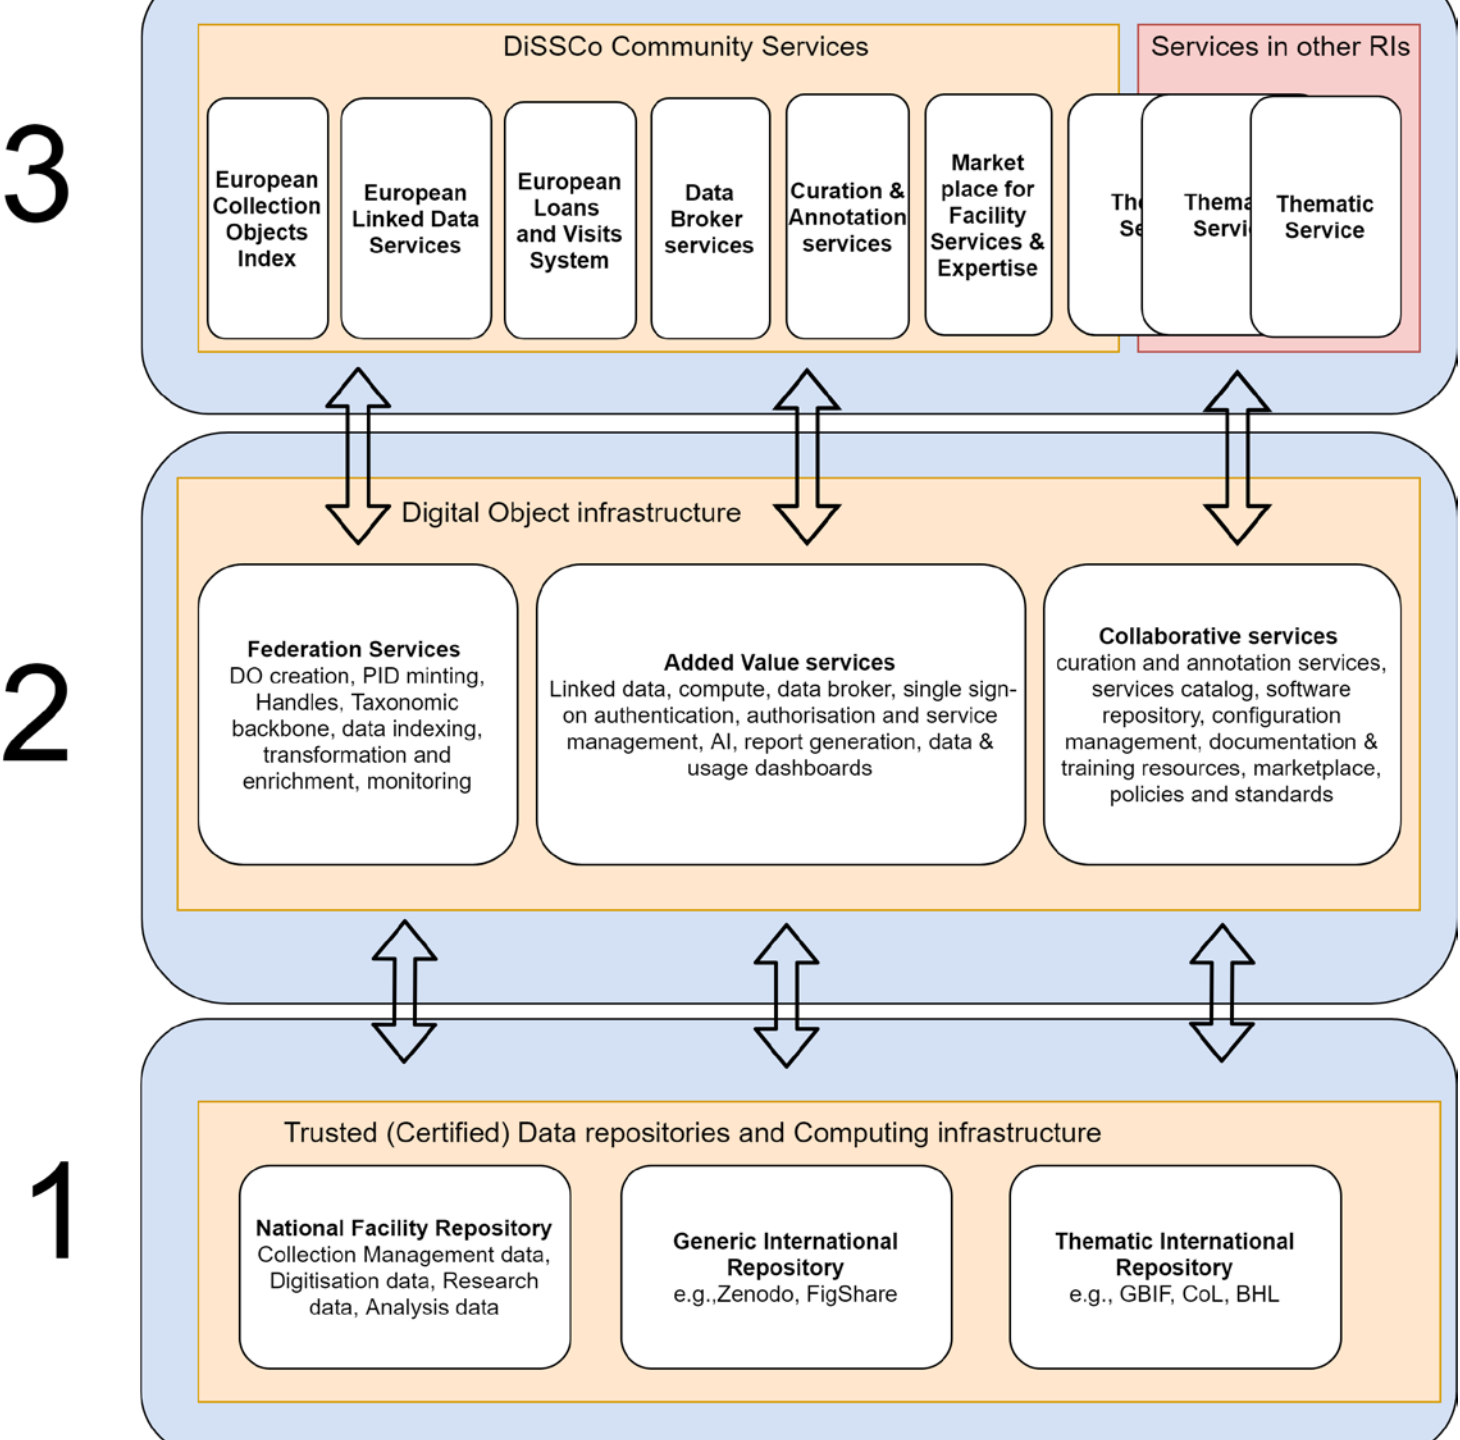 3
DiSSCo Community Services
Services in other RIs
European
Collection
Objects
Index
European
Linked Data
Services
European
Loans
and Visits
System
Data
Broker
services
Curation &
Annotation
services
Market
place for
Facility
Services &
Expertise
Thematic
Service
2
Digital Object infrastructure
Federation Services
DO creation, PID minting,
Handles, Taxonomic
backbone, data indexing,
transformation and
enrichment, monitoring
Added Value services
Linked data, compute, data broker, single sign-
on authentication, authorisation and service
management, AI, report generation, data &
usage dashboards
Collaborative services
curation and annotation services,
services catalog, software
repository, configuration
management, documentation &
training resources, marketplace,
policies and standards
1
Trusted (Certified) Data repositories and Computing infrastructure
National Facility Repository
Collection Management data,
Digitisation data, Research
data, Analysis data
Generic International
Repository
e.g.,Zenodo, FigShare
Thematic International
Repository
e.g., GBIF, CoL, BHL